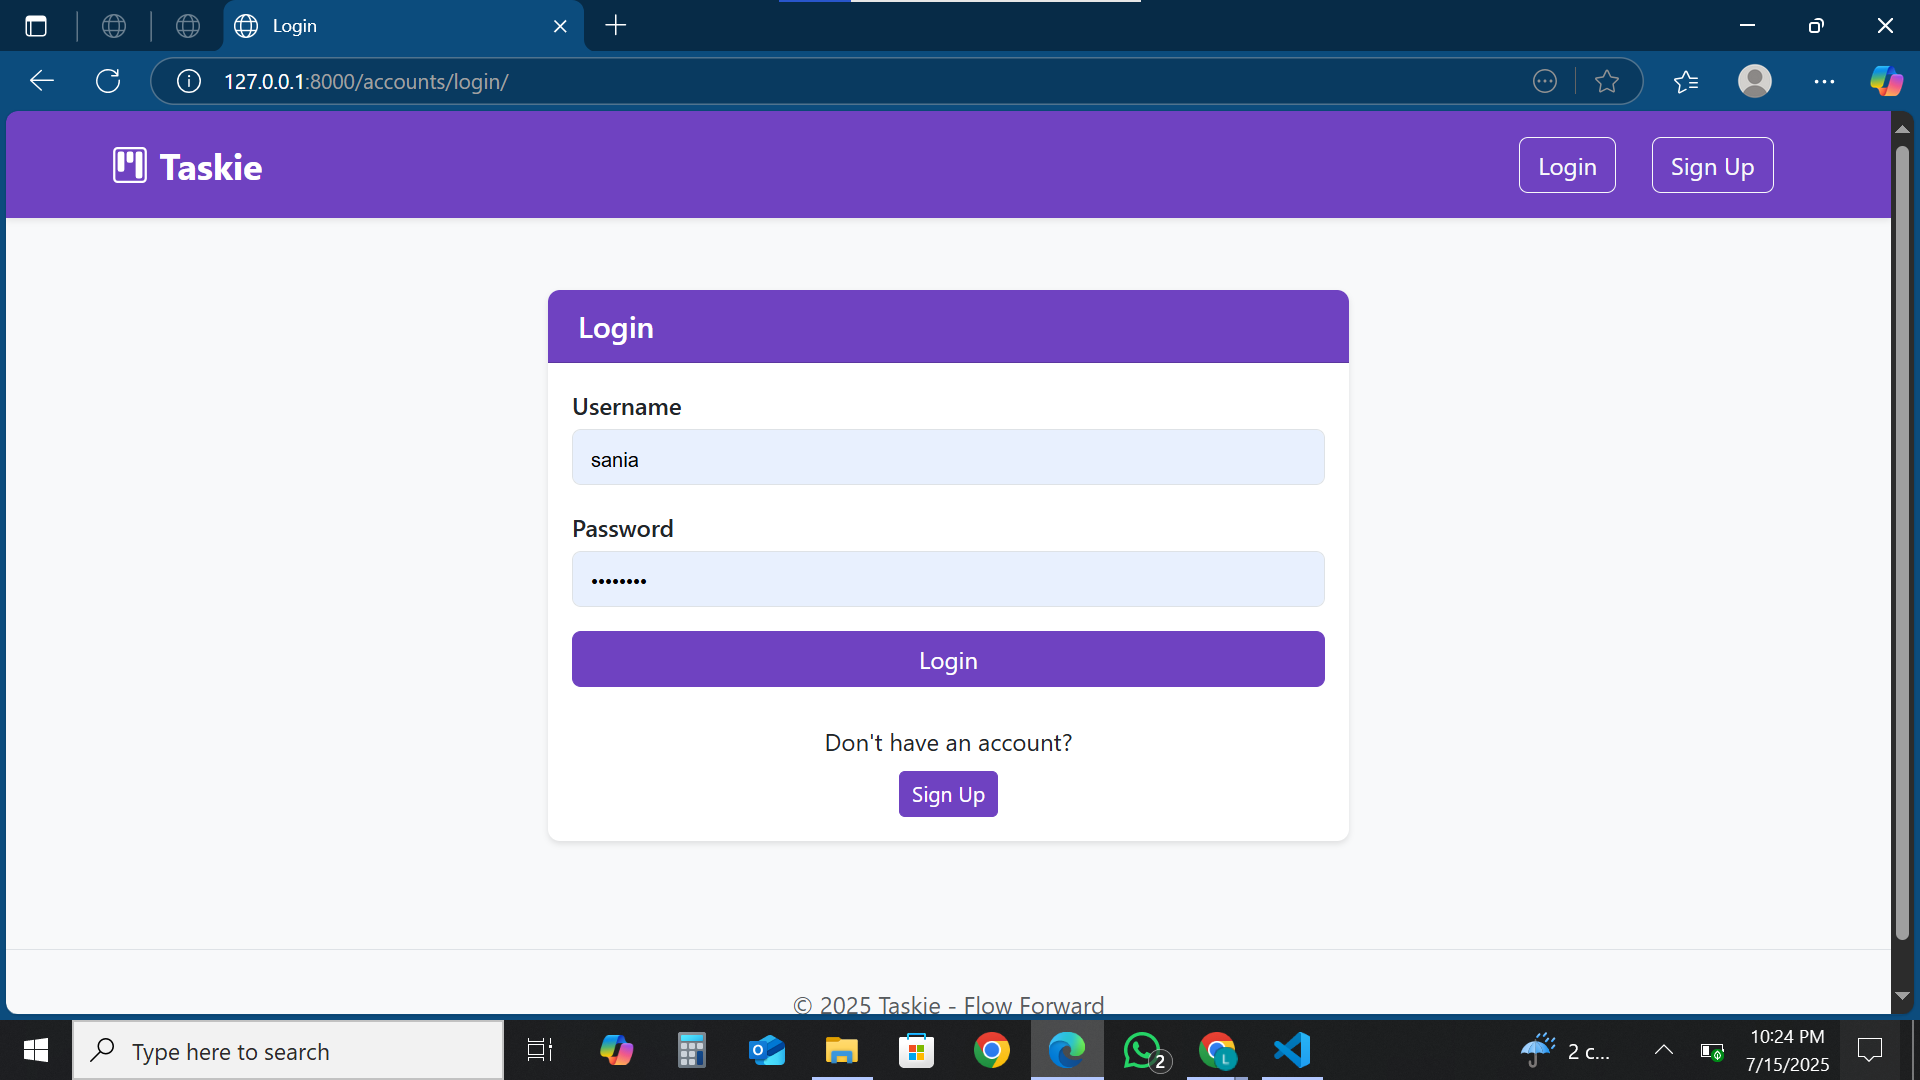 Login
127.0.0.1:8000/accounts/login/
Taskie
Login
Sign Up
Login
Username
sania
Password
••••••••
Login
Don't have an account?
Sign Up
© 2025 Taskie - Flow Forward
Type here to search
2
L
2 c...
10:24 PM
7/15/2025